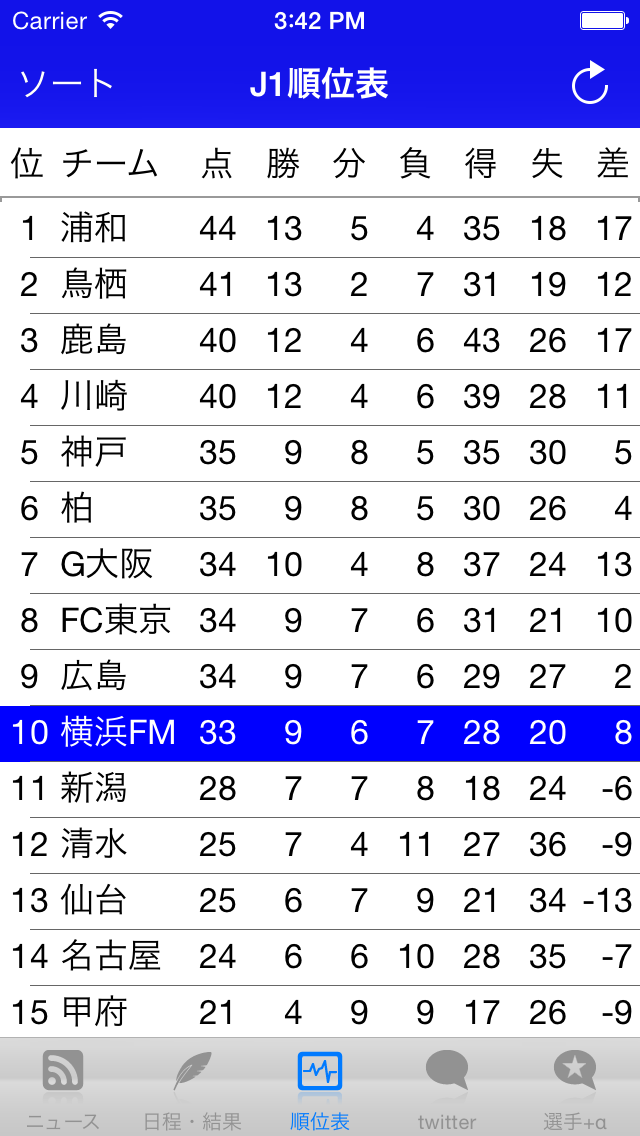 Carrier 3:42 PM
ソート J1順位表
位 チーム 点 勝 分 負 得 失 差
1 浦和 44 13 5 4 35 18 17
2 鳥栖 41 13 2 7 31 19 12
3 鹿島 40 12 4 6 43 26 17
4 川崎 40 12 4 6 39 28 11
5 神戸 35 9 8 5 35 30 5
6 柏 35 9 8 5 30 26 4
7 G大阪 34 10 4 8 37 24 13
8 FC東京 34 9 7 6 31 21 10
9 広島 34 9 7 6 29 27 2
10 横浜FM 33 9 6 7 28 20 8
11 新潟 28 7 7 8 18 24 -6
12 清水 25 7 4 11 27 36 -9
13 仙台 25 6 7 9 21 34 -13
14 名古屋 24 6 6 10 28 35 -7
15 甲府 21 4 9 9 17 26 -9
ニュース 日程・結果 順位表 twitter 選手+α